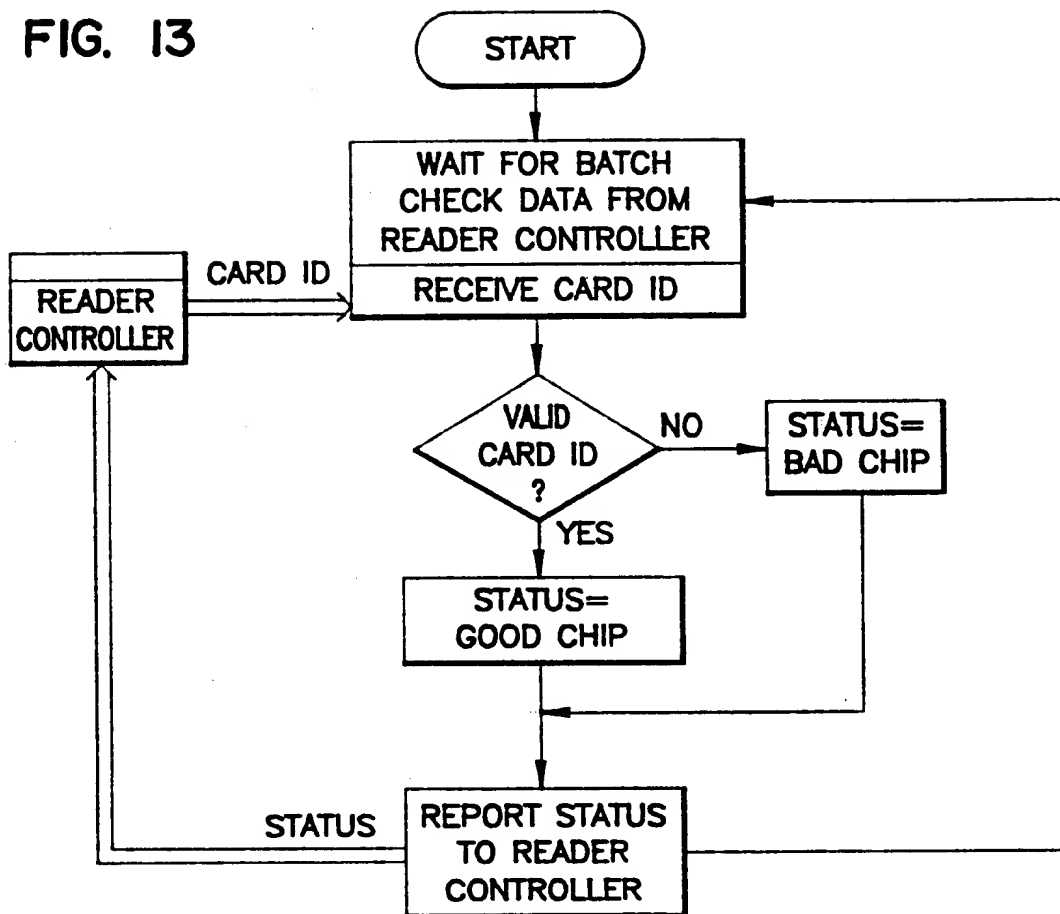 FIG. 13
START
WAIT FOR BATCH
CHECK DATA FROM
READER CONTROLLER
RECEIVE CARD ID
CARD ID
READER
CONTROLLER
VALID
CARD ID
?
NO
STATUS=
BAD CHIP
YES
STATUS=
GOOD CHIP
STATUS
REPORT STATUS
TO READER
CONTROLLER